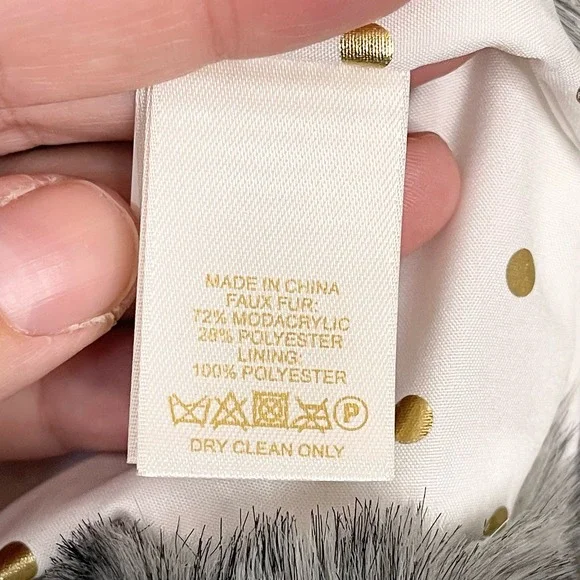 MADE IN CHINA
FAUX FUR:
72% MODACRYLIC
28% POLYESTER
LINING:
100% POLYESTER
P
DRY CLEAN ONLY